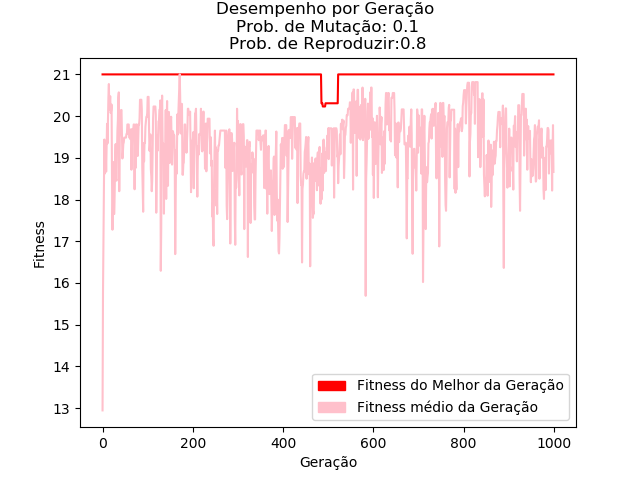 Desempenho por Geração
Prob. de Mutação: 0.1
Prob. de Reproduzir:0.8
21
20
19
18
17
16
15
14
13
Fitness
Fitness do Melhor da Geração
Fitness médio da Geração
0 200 400 600 800 1000
Geração